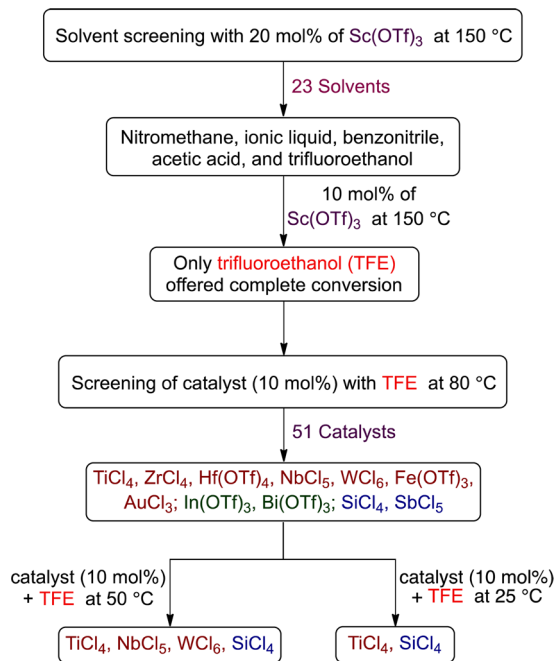 Solvent screening with 20 mol% of Sc(OTf)₃ at 150 °C
23 Solvents
Nitromethane, ionic liquid, benzonitrile,
acetic acid, and trifluoroethanol
10 mol% of
Sc(OTf)₃ at 150 °C
Only trifluoroethanol (TFE)
offered complete conversion
Screening of catalyst (10 mol%) with TFE at 80 °C
51 Catalysts
TiCl₄, ZrCl₄, Hf(OTf)₄, NbCl₅, WCl₆, Fe(OTf)₃,
AuCl₃; In(OTf)₃, Bi(OTf)₃; SiCl₄, SbCl₅
catalyst (10 mol%)
+ TFE at 50 °C
catalyst (10 mol%)
+ TFE at 25 °C
TiCl₄, NbCl₅, WCl₆, SiCl₄
TiCl₄, SiCl₄